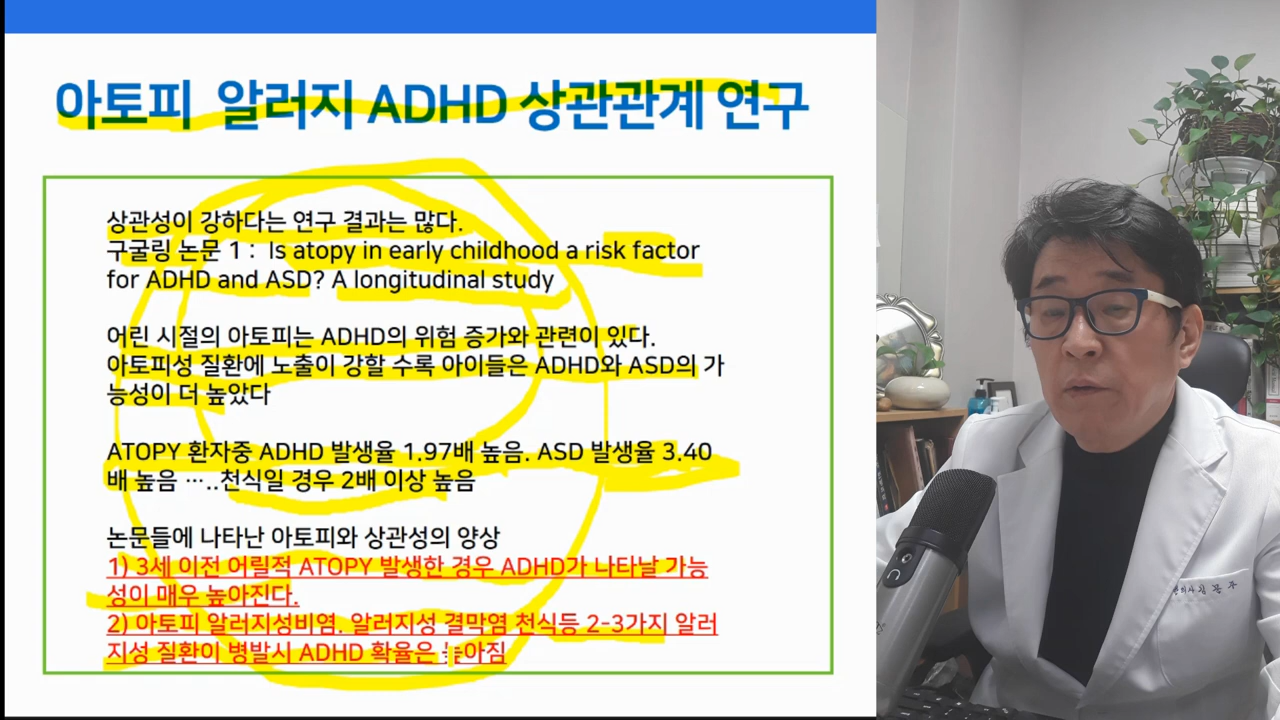 아토피 알러지 ADHD 상관관계 연구
상관성이 강하다는 연구 결과는 많다.
구굴링 논문 1 : Is atopy in early childhood a risk factor
for ADHD and ASD? A longitudinal study
어린 시절의 아토피는 ADHD의 위험 증가와 관련이 있다.
아토피성 질환에 노출이 강할 수록 아이들은 ADHD와 ASD의 가
능성이 더 높았다
ATOPY 환자중 ADHD 발생율 1.97배 높음. ASD 발생율 3.40
배 높음 …..천식일 경우 2배 이상 높음
논문들에 나타난 아토피와 상관성의 양상
1) 3세 이전 어릴적 ATOPY 발생한 경우 ADHD가 나타날 가능
성이 매우 높아진다.
2) 아토피 알러지성비염. 알러지성 결막염 천식등 2-3가지 알러
지성 질환이 병발시 ADHD 확율은 높아짐